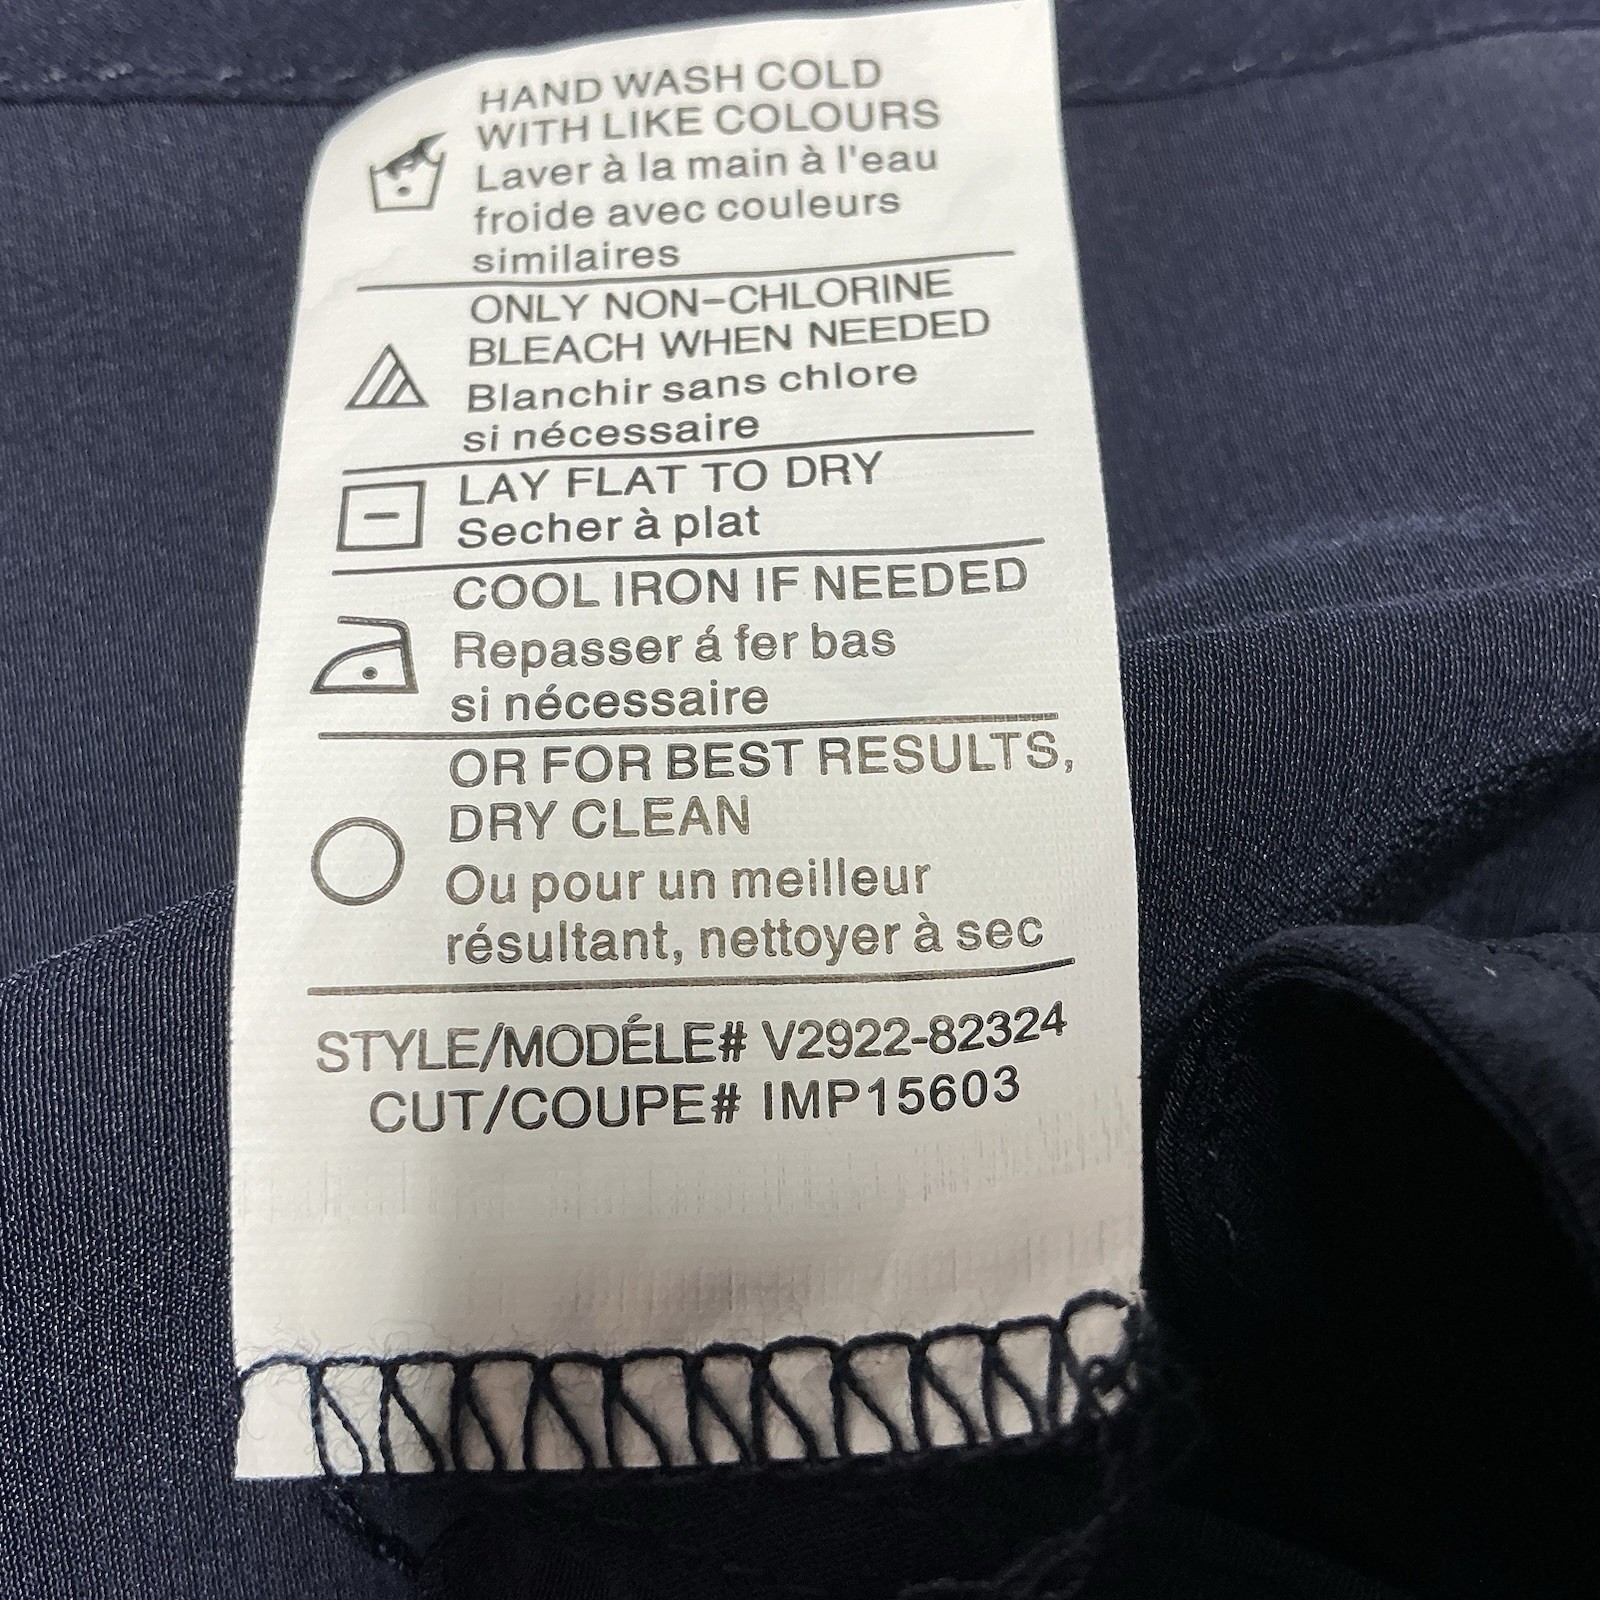 HAND WASH COLD
WITH LIKE COLOURS
Laver à la main à l'eau
froide avec couleurs
similaires
ONLY NON-CHLORINE
BLEACH WHEN NEEDED
Blanchir sans chlore
si nécessaire
LAY FLAT TO DRY
Secher à plat
COOL IRON IF NEEDED
Repasser á fer bas
si nécessaire
OR FOR BEST RESULTS,
DRY CLEAN
Ou pour un meilleur
résultant, nettoyer à sec
STYLE/MODÉLE# V2922-82324
CUT/COUPE# IMP15603